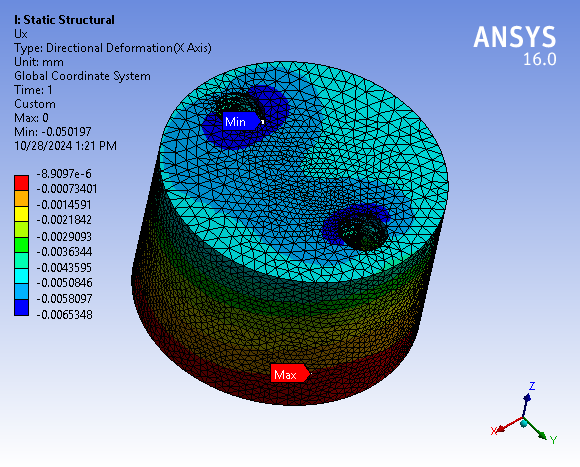 I: Static Structural
Ux
Type: Directional Deformation(X Axis)
Unit: mm
Global Coordinate System
Time: 1
Custom
Max: 0
Min: -0.050197
10/28/2024 1:21 PM
-8.9097e-6
-0.00073401
-0.0014591
-0.0021842
-0.0029093
-0.0036344
-0.0043595
-0.0050846
-0.0058097
-0.0065348
ANSYS
16.0
Min
Max
Z
X
Y